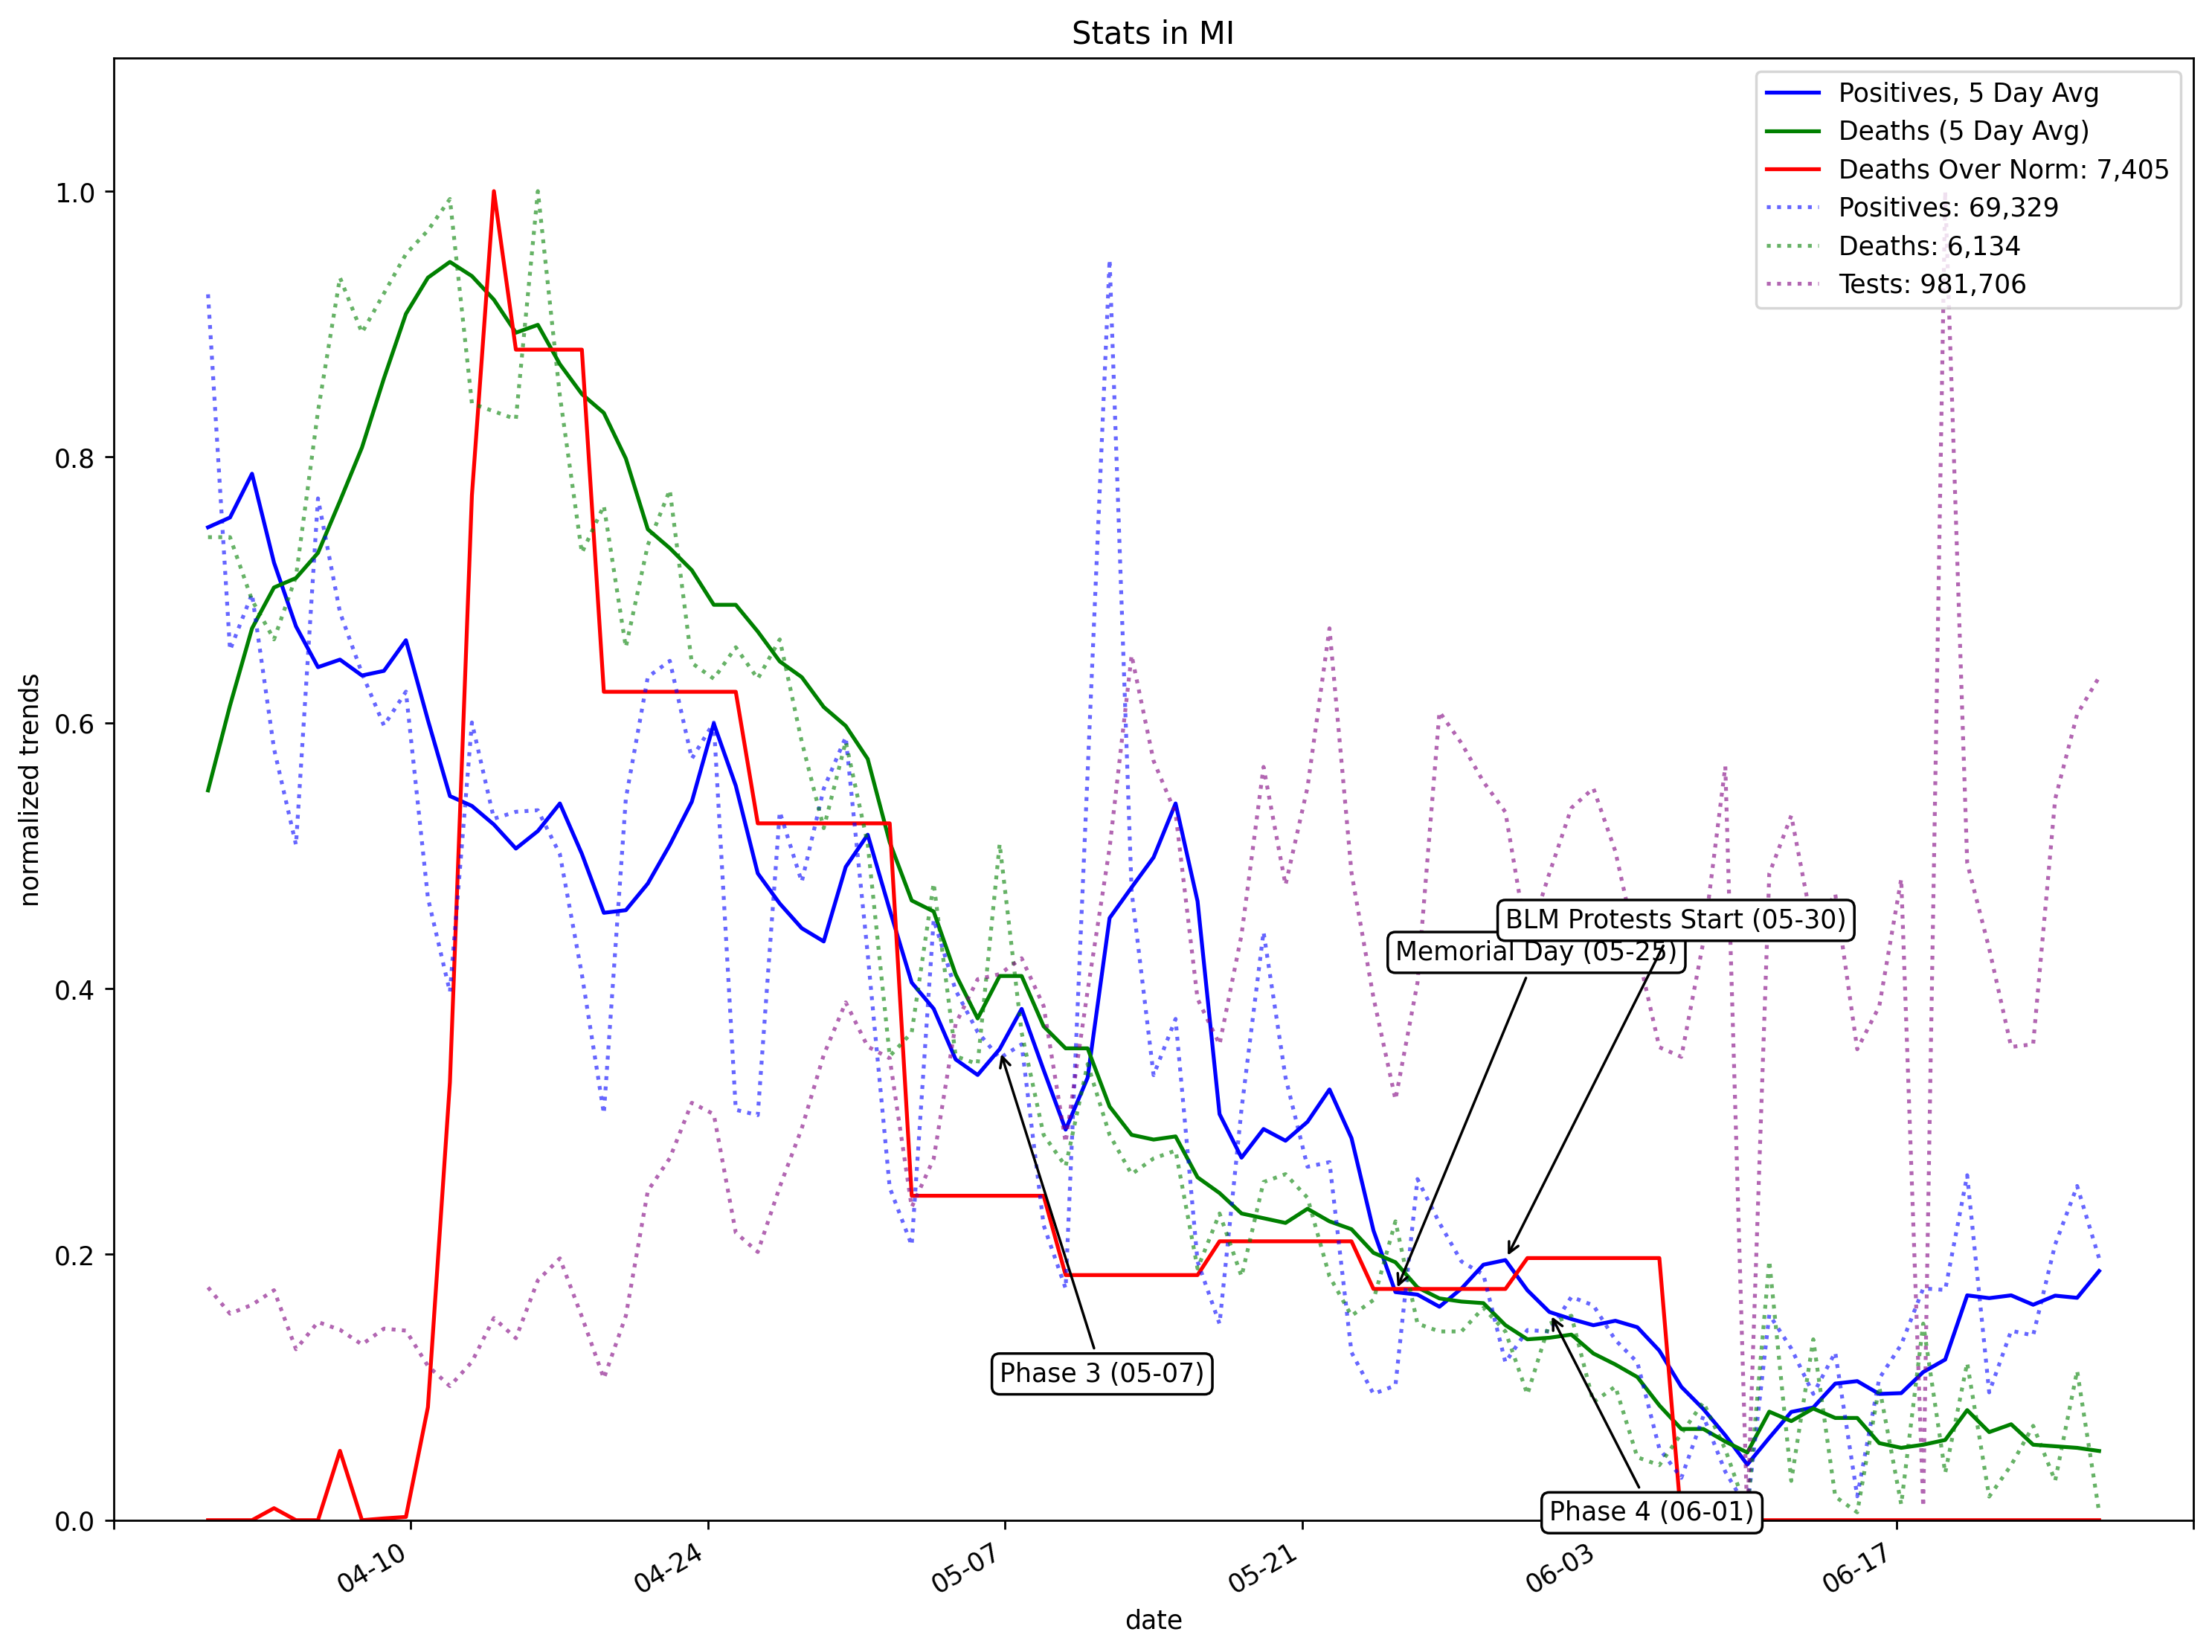 Stats in MI
Positives, 5 Day Avg
Deaths (5 Day Avg)
Deaths Over Norm: 7,405
Positives: 69,329
Deaths: 6,134
Tests: 981,706
1.0
0.8
0.6
0.4
0.2
0.0
normalized trends
BLM Protests Start (05-30)
Memorial Day (05-25)
Phase 3 (05-07)
Phase 4 (06-01)
04-10
04-24
05-07
05-21
06-03
06-17
date